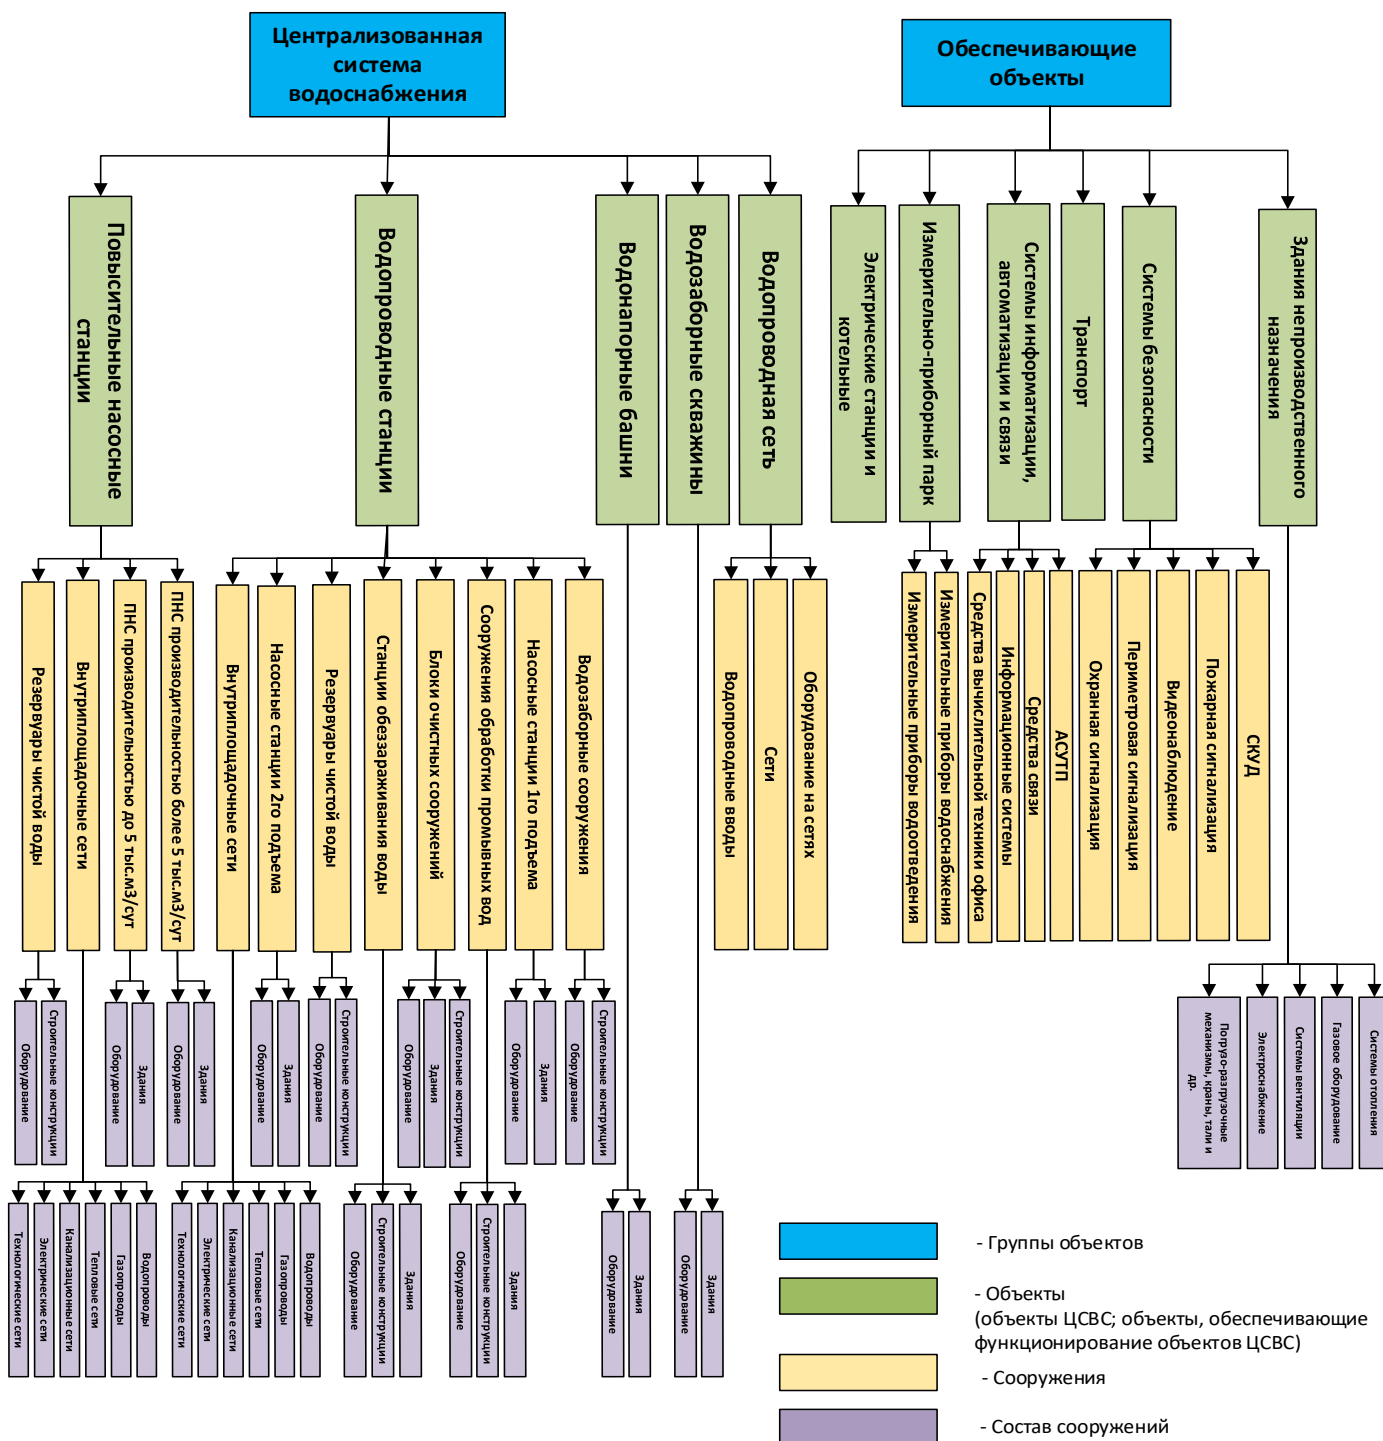 Централизованная
система
водоснабжения
Обеспечивающие
объекты
Повысительные насосные
станции
Водопроводные станции
Водонапорные башни
Водозаборные скважины
Водопроводная сеть
Электрические станции и
котельные
Измерительно-приборный парк
Системы информатизации,
автоматизации и связи
Транспорт
Системы безопасности
Здания непроизводственного
назначения
Резервуары чистой воды
Внутриплощадочные сети
ПНС производительностью до 5 тыс.м3/сут
ПНС производительностью более 5 тыс.м3/сут
Внутриплощадочные сети
Насосные станции 2го подъема
Резервуары чистой воды
Станции обеззараживания воды
Блоки очистных сооружений
Сооружения обработки промывных вод
Насосные станции 1го подъема
Водозаборные сооружения
Водопроводные вводы
Сети
Оборудование на сетях
Измерительные приборы водоотведения
Измерительные приборы водоснабжения
Средства вычислительной техники офиса
Информационные системы
Средства связи
АСУТП
Охранная сигнализация
Периметровая сигнализация
Видеонаблюдение
Пожарная сигнализация
СКУД
Оборудование
Строительные конструкции
Оборудование
Здания
Оборудование
Здания
Оборудование
Здания
Оборудование
Строительные конструкции
Оборудование
Здания
Строительные конструкции
Оборудование
Здания
Оборудование
Строительные конструкции
Погрузо-разгрузочные
механизмы, краны, тали и
др.
Электроснабжение
Системы вентиляции
Газовое оборудование
Системы отопления
Технологические сети
Электрические сети
Канализационные сети
Тепловые сети
Газопроводы
Водопроводы
Технологические сети
Электрические сети
Канализационные сети
Тепловые сети
Газопроводы
Водопроводы
Оборудование
Строительные конструкции
Здания
Оборудование
Строительные конструкции
Здания
Оборудование
Здания
Оборудование
Здания
- Группы объектов
- Объекты
(объекты ЦСВС; объекты, обеспечивающие
функционирование объектов ЦСВС)
- Сооружения
- Состав сооружений